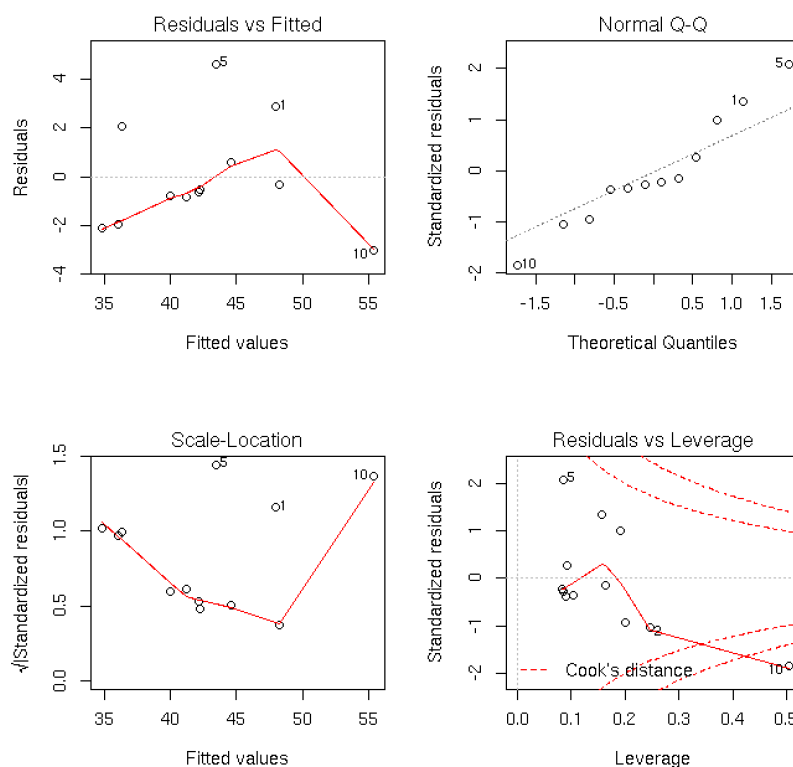 Residuals vs Fitted
Residuals
-4 -2 0 2 4
5
1
10
35 40 45 50 55
Fitted values
Normal Q-Q
Standardized residuals
-2 -1 0 1 2
5
1
10
-1.5 -0.5 0.5 1.0 1.5
Theoretical Quantiles
Scale-Location
√|Standardized residuals|
0.0 0.5 1.0 1.5
5
10
1
35 40 45 50 55
Fitted values
Residuals vs Leverage
Standardized residuals
-2 -1 0 1 2
5
2
10
Cook's distance
0.0 0.1 0.2 0.3 0.4 0.5
Leverage